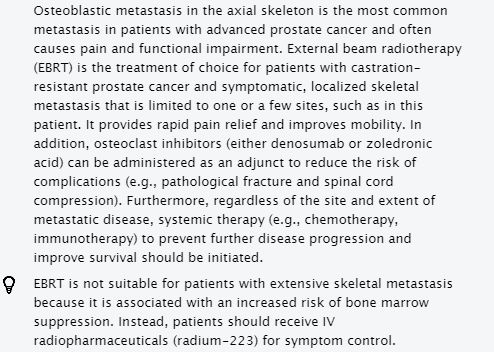 Osteoblastic metastasis in the axial skeleton is the most common
metastasis in patients with advanced prostate cancer and often
causes pain and functional impairment. External beam radiotherapy
(EBRT) is the treatment of choice for patients with castration-
resistant prostate cancer and symptomatic, localized skeletal
metastasis that is limited to one or a few sites, such as in this
patient. It provides rapid pain relief and improves mobility. In
addition, osteoclast inhibitors (either denosumab or zoledronic
acid) can be administered as an adjunct to reduce the risk of
complications (e.g., pathological fracture and spinal cord
compression). Furthermore, regardless of the site and extent of
metastatic disease, systemic therapy (e.g., chemotherapy,
immunotherapy) to prevent further disease progression and
improve survival should be initiated.
EBRT is not suitable for patients with extensive skeletal metastasis
because it is associated with an increased risk of bone marrow
suppression. Instead, patients should receive IV
radiopharmaceuticals (radium-223) for symptom control.